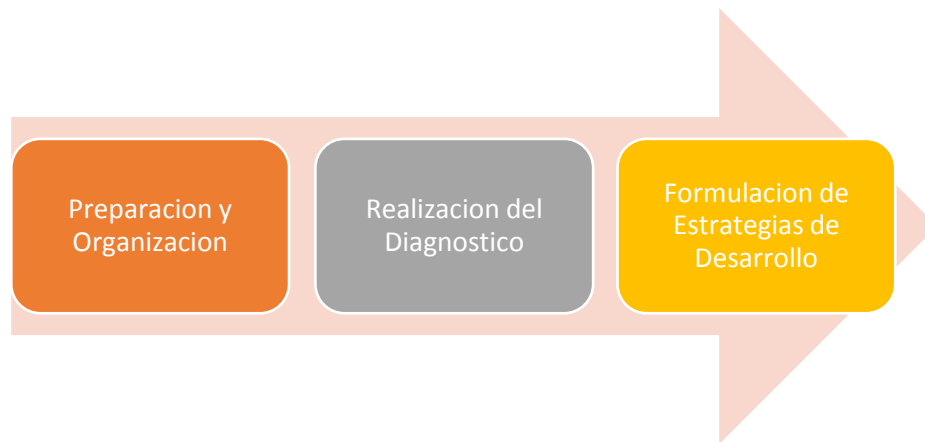 Preparacion y
Organizacion
Realizacion del
Diagnostico
Formulacion de
Estrategias de
Desarrollo